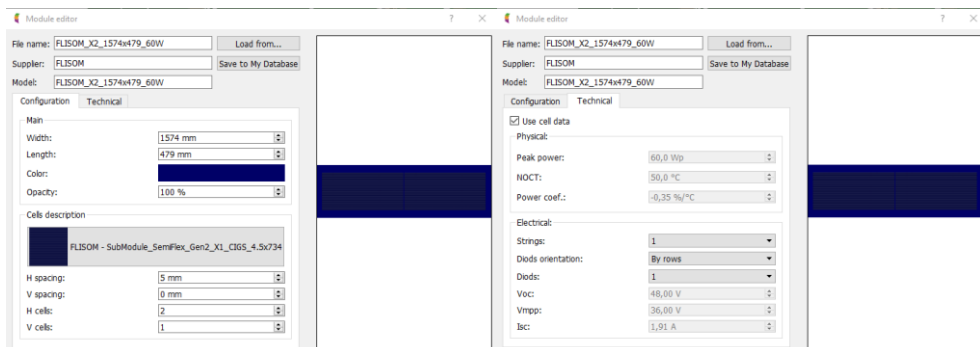 Module editor
File name: FLISOM_X2_1574x479_60W Load from...
Supplier: FLISOM Save to My Database
Model: FLISOM_X2_1574x479_60W
Configuration Technical
Main
Width: 1574 mm
Length: 479 mm
Color:
Opacity: 100 %
Cells description
FLISOM - SubModule_SemiFlex_Gen2_X1_CIGS_4.5x734
H spacing: 5 mm
V spacing: 0 mm
H cells: 2
V cells: 1
Module editor
File name: FLISOM_X2_1574x479_60W Load from...
Supplier: FLISOM Save to My Database
Model: FLISOM_X2_1574x479_60W
Configuration Technical
Use cell data
Physical:
Peak power: 60,0 Wp
NOCT: 50,0 °C
Power coef.: -0,35 %/°C
Electrical:
Strings: 1
Diods orientation: By rows
Diods: 1
Voc: 48,00 V
Vmpp: 36,00 V
Isc: 1,91 A